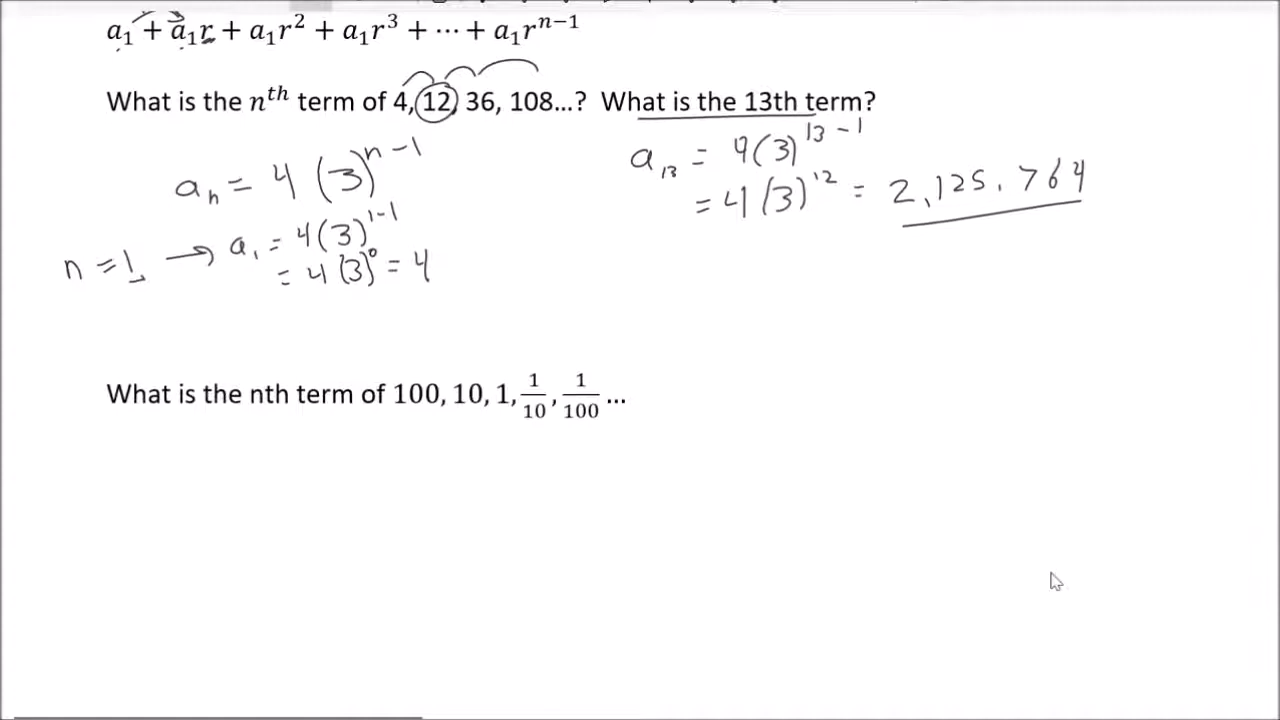 a₁ + a₁r + a₁r² + a₁r³ + ⋯ + a₁rⁿ⁻¹
What is the nᵗʰ term of 4, 12, 36, 108...? What is the 13th term?
aₙ = 4 (3)ⁿ⁻¹
n = 1 → a₁ = 4(3)¹⁻¹
= 4(3)⁰ = 4
a₁₃ = 4(3)¹³⁻¹
= 4(3)¹² = 2,125,764
What is the nth term of 100, 10, 1, 1/10, 1/100 ...